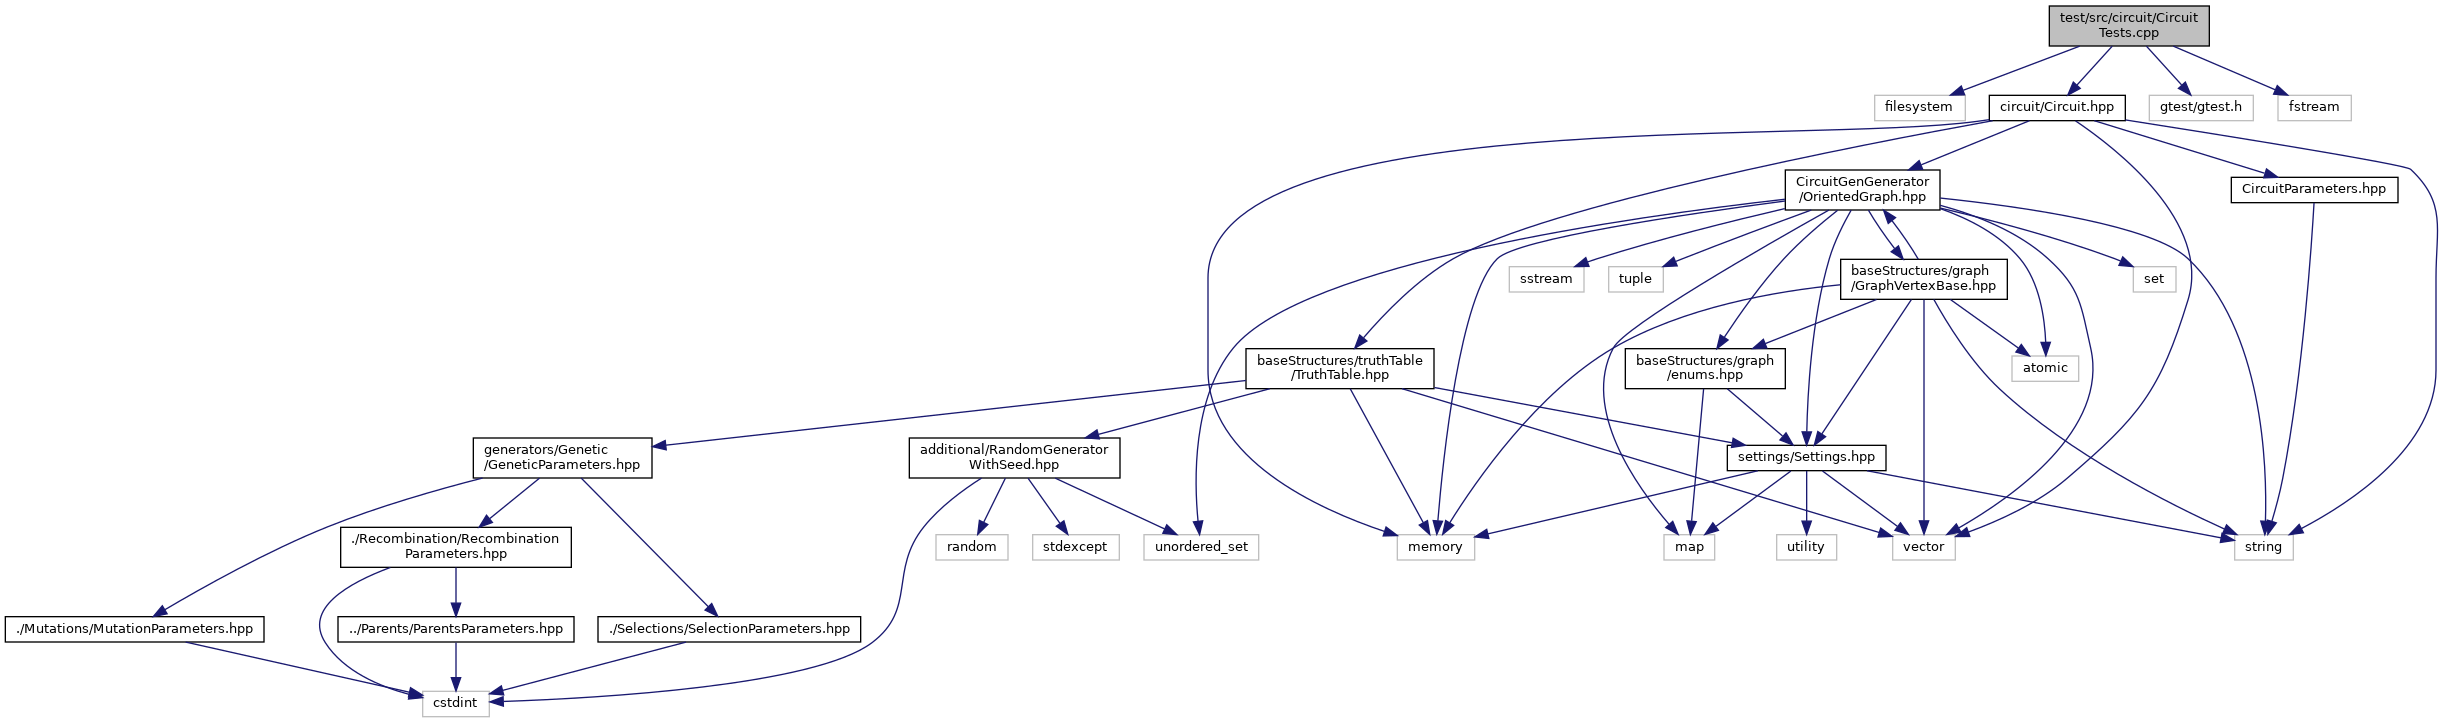 test/src/circuit/Circuit
Tests.cpp
filesystem
circuit/Circuit.hpp
gtest/gtest.h
fstream
CircuitGenGenerator
/OrientedGraph.hpp
CircuitParameters.hpp
sstream
tuple
baseStructures/graph
/GraphVertexBase.hpp
set
baseStructures/truthTable
/TruthTable.hpp
baseStructures/graph
/enums.hpp
atomic
generators/Genetic
/GeneticParameters.hpp
additional/RandomGenerator
WithSeed.hpp
settings/Settings.hpp
./Recombination/Recombination
Parameters.hpp
random
stdexcept
unordered_set
memory
map
utility
vector
string
./Mutations/MutationParameters.hpp
../Parents/ParentsParameters.hpp
./Selections/SelectionParameters.hpp
cstdint